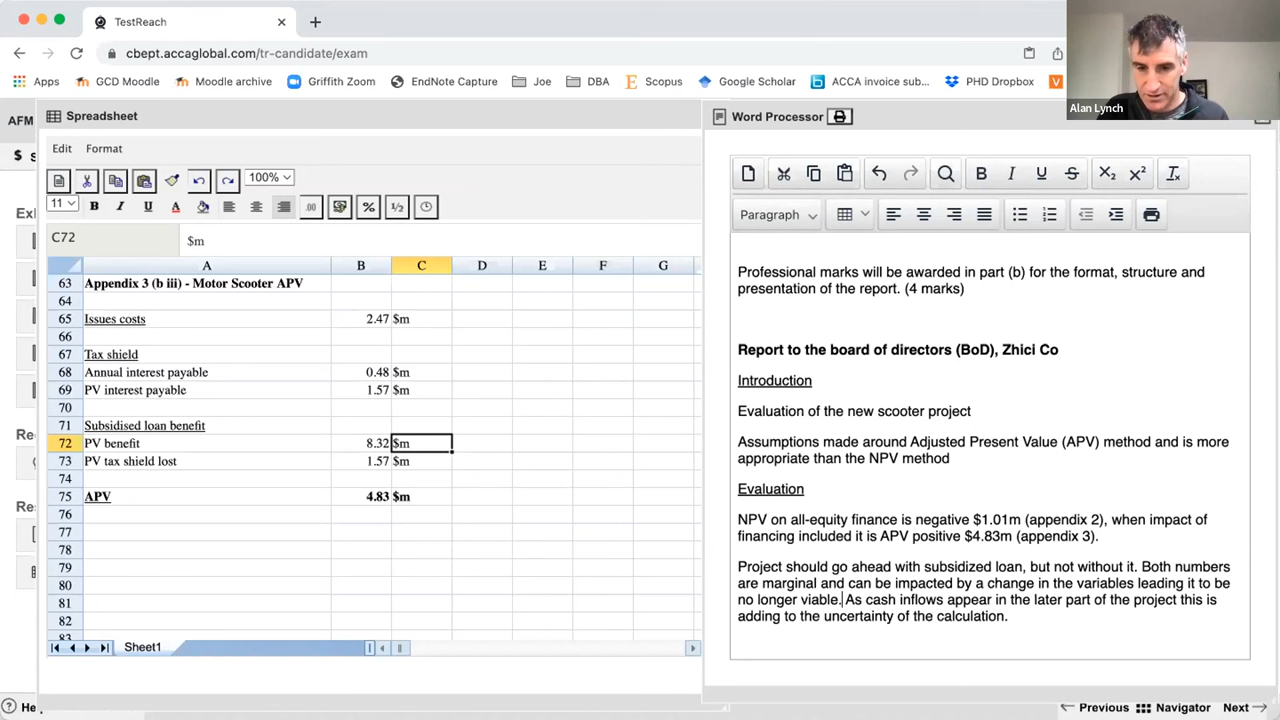 TestReach
cbept.accaglobal.com/tr-candidate/exam
Apps GCD Moodle Moodle archive Griffith Zoom EndNote Capture Joe DBA Scopus Google Scholar ACCA invoice sub... PHD Dropbox
Alan Lynch
AFM
Spreadsheet
Edit Format
100%
11
C72 $m
A B C D E F G
63 Appendix 3 (b iii) - Motor Scooter APV
64
65 Issues costs 2.47 $m
66
67 Tax shield
68 Annual interest payable 0.48 $m
69 PV interest payable 1.57 $m
70
71 Subsidised loan benefit
72 PV benefit 8.32 $m
73 PV tax shield lost 1.57 $m
74
75 APV 4.83 $m
76
77
78
79
80
81
82
83
Sheet1
Word Processor
Paragraph
Professional marks will be awarded in part (b) for the format, structure and
presentation of the report. (4 marks)
Report to the board of directors (BoD), Zhici Co
Introduction
Evaluation of the new scooter project
Assumptions made around Adjusted Present Value (APV) method and is more
appropriate than the NPV method
Evaluation
NPV on all-equity finance is negative $1.01m (appendix 2), when impact of
financing included it is APV positive $4.83m (appendix 3).
Project should go ahead with subsidized loan, but not without it. Both numbers
are marginal and can be impacted by a change in the variables leading it to be
no longer viable. As cash inflows appear in the later part of the project this is
adding to the uncertainty of the calculation.
Previous Navigator Next